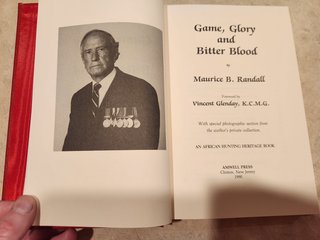 Game, Glory
and
Bitter Blood
by
Maurice B. Randall
Foreword by
Vincent Glenday, K.C.M.G.
With special photographic section from
the author's private collection.
AN AFRICAN HUNTING HERITAGE BOOK
AMWELL PRESS
Clinton, New Jersey
1990